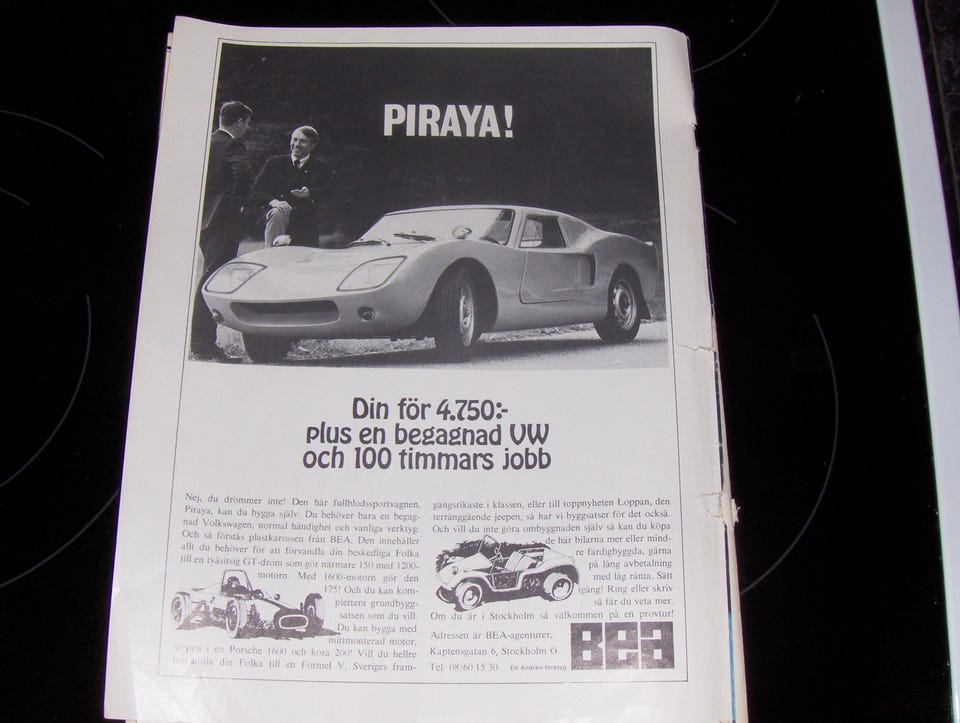 PIRAYA!
Din för 4.750:-
plus en begagnad VW
och 100 timmars jobb
Nej, du drömmer inte! Den här fullblodssportvagnen,
Piraya, kan du bygga själv. Du behöver bara en begag-
nad Volkswagen, normal händighet och vanliga verktyg.
Och så förstås plastkarossen från BEA. Den innehåller
allt du behöver för att förvandla din beskedliga Folka
till en tvåsitsig GT-dröm som gör närmare 150 med 1200-
motorn. Med 1600-motorn gör den
175! Och du kan kom-
plettera grundbygg-
satsen som du vill.
Du kan bygga med
mittmonterad motor,
stoppa i en Porsche 1600 och köra 200! Vill du hellre
förvandla din Folka till en Formel V, Sveriges fram-
gångsrikaste i klassen, eller till toppnyheten Loppan, den
terränggående jeepen, så har vi byggsatser för det också.
Och vill du inte göra ombyggnaden själv så kan du köpa
de här bilarna mer eller mind-
re färdigbyggda, gärna
på lång avbetalning
med låg ränta. Sätt
igång! Ring eller skriv
så får du veta mer.
Om du är i Stockholm så välkommen på en provtur!
Adressen är BEA-agenturer,
Kaptensgatan 6, Stockholm Ö.
Tel. 08/60 15 30 Ett Andrén-företag
BEA